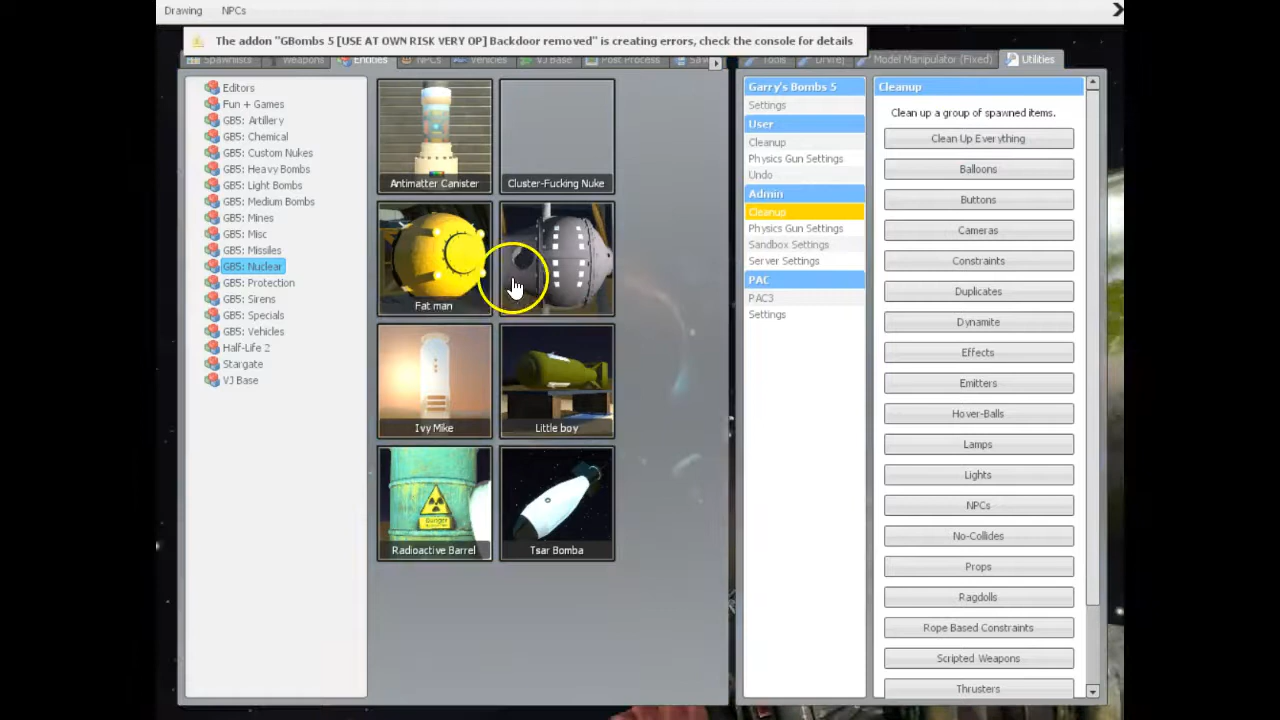 Drawing NPCs
The addon "GBombs 5 [USE AT OWN RISK VERY OP] Backdoor removed" is creating errors, check the console for details
Spawnlists Weapons Entities NPCs Vehicles VJ Base Post Process
Tools DrVrej Model Manipulator (Fixed) Utilities
Editors
Fun + Games
GB5: Artillery
GB5: Chemical
GB5: Custom Nukes
GB5: Heavy Bombs
GB5: Light Bombs
GB5: Medium Bombs
GB5: Mines
GB5: Misc
GB5: Missiles
GB5: Nuclear
GB5: Protection
GB5: Sirens
GB5: Specials
GB5: Vehicles
Half-Life 2
Stargate
VJ Base
Antimatter Canister
Cluster-Fucking Nuke
Fat man
Ivy Mike
Little boy
Danger
Radioactive Barrel
Tsar Bomba
Garry's Bombs 5
Settings
User
Cleanup
Physics Gun Settings
Undo
Admin
Cleanup
Physics Gun Settings
Sandbox Settings
Server Settings
PAC
PAC3
Settings
Cleanup
Clean up a group of spawned items.
Clean Up Everything
Balloons
Buttons
Cameras
Constraints
Duplicates
Dynamite
Effects
Emitters
Hover-Balls
Lamps
Lights
NPCs
No-Collides
Props
Ragdolls
Rope Based Constraints
Scripted Weapons
Thrusters